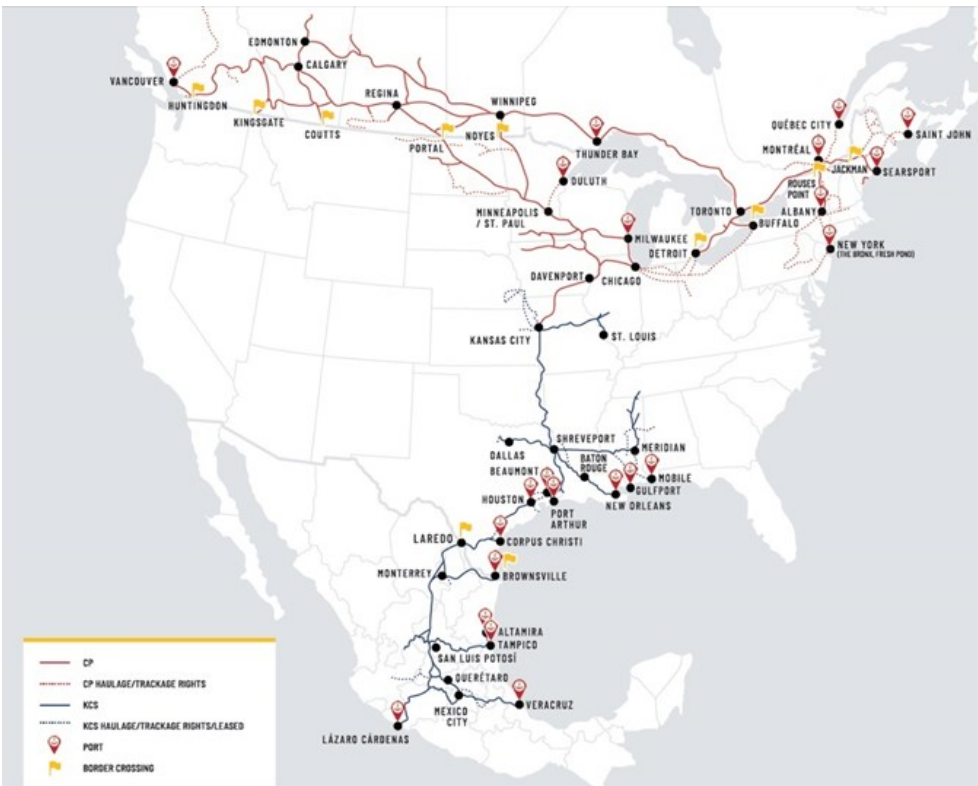 EDMONTON
CALGARY
VANCOUVER
HUNTINGDON
KINGSGATE
COUTTS
REGINA
WINNIPEG
PORTAL
NOYES
THUNDER BAY
DULUTH
MINNEAPOLIS
/ ST. PAUL
MILWAUKEE
DETROIT
DAVENPORT
CHICAGO
TORONTO
BUFFALO
QUÉBEC CITY
MONTRÉAL
JACKMAN
SAINT JOHN
SEARSPORT
ROUSES
POINT
ALBANY
NEW YORK
(THE BRONX, FRESH POND)
KANSAS CITY
ST. LOUIS
SHREVEPORT
DALLAS
BEAUMONT
BATON
ROUGE
MERIDIAN
MOBILE
GULFPORT
NEW ORLEANS
HOUSTON
PORT
ARTHUR
LAREDO
CORPUS CHRISTI
MONTERREY
BROWNSVILLE
ALTAMIRA
TAMPICO
SAN LUIS POTOSÍ
QUERÉTARO
MEXICO
CITY
VERACRUZ
LÁZARO CÁRDENAS
CP
CP HAULAGE/TRACKAGE RIGHTS
KCS
KCS HAULAGE/TRACKAGE RIGHTS/LEASED
PORT
BORDER CROSSING